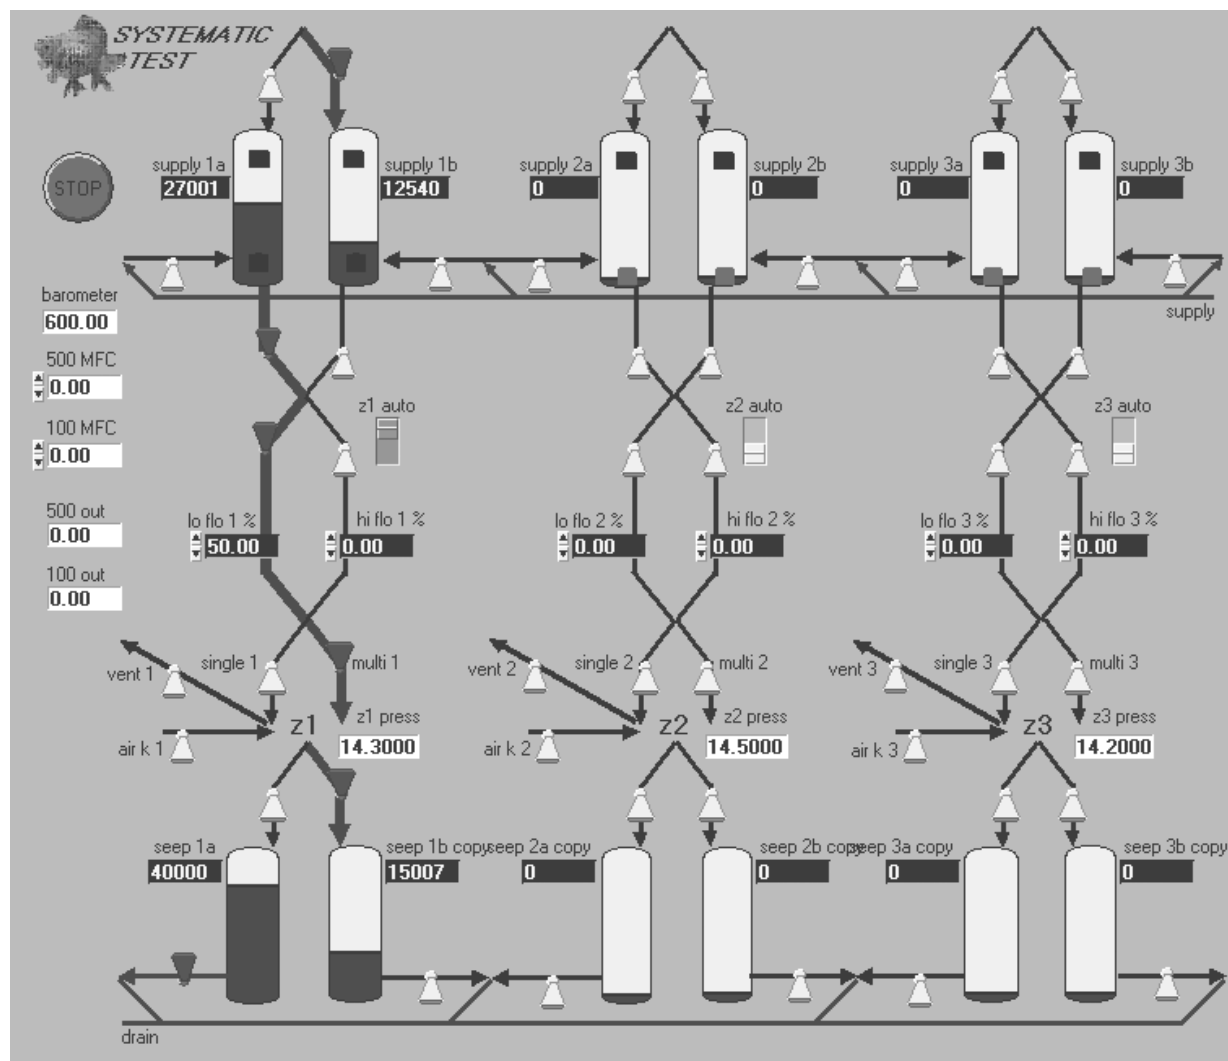 SYSTEMATIC
TEST
STOP
supply 1a
27001
supply 1b
12540
supply 2a
0
supply 2b
0
supply 3a
0
supply 3b
0
supply
barometer
600.00
500 MFC
0.00
100 MFC
0.00
500 out
0.00
100 out
0.00
z1 auto
z2 auto
z3 auto
lo flo 1 %
50.00
hi flo 1 %
0.00
lo flo 2 %
0.00
hi flo 2 %
0.00
lo flo 3 %
0.00
hi flo 3 %
0.00
vent 1
single 1
multi 1
vent 2
single 2
multi 2
vent 3
single 3
multi 3
air k 1
z1
z1 press
14.3000
air k 2
z2
z2 press
14.5000
air k 3
z3
z3 press
14.2000
seep 1a
40000
seep 1b copy
15007
seep 2a copy
0
seep 2b copy
0
seep 3a copy
0
seep 3b copy
0
drain